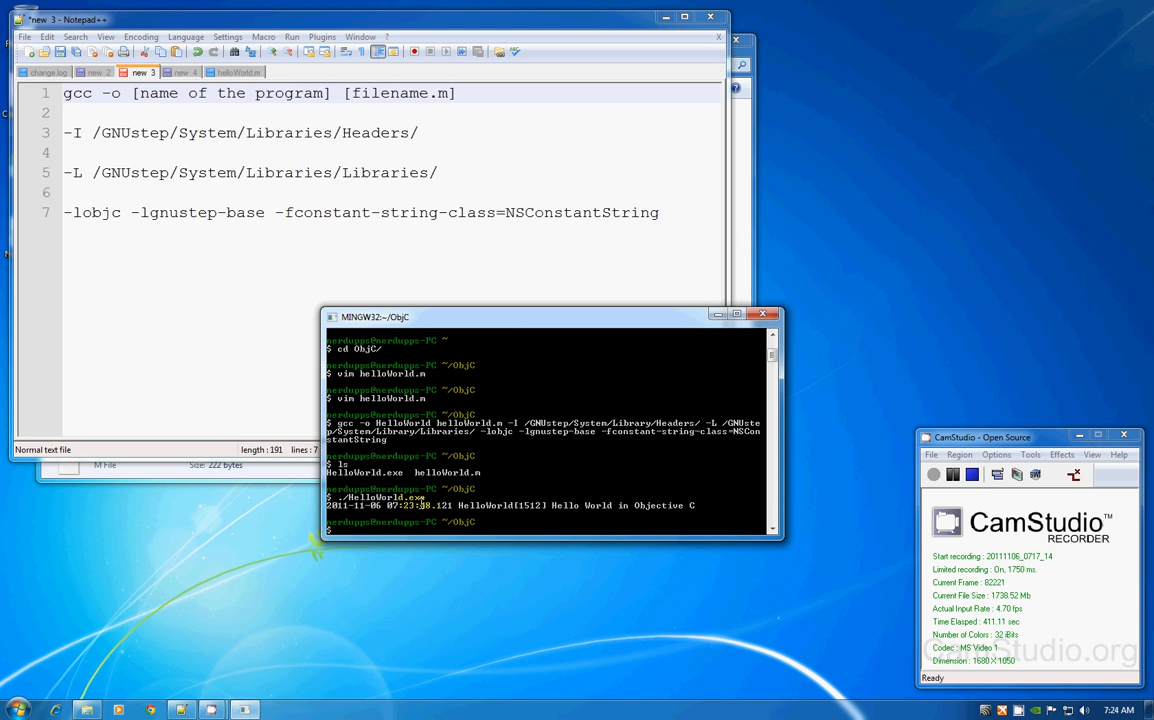 *new 3 - Notepad++
File Edit Search View Encoding Language Settings Macro Run Plugins Window ? X
change.log new 2 new 3 new 4 helloWorld.m
1 gcc -o [name of the program] [filename.m]
2
3 -I /GNUstep/System/Libraries/Headers/
4
5 -L /GNUstep/System/Libraries/Libraries/
6
7 -lobjc -lgnustep-base -fconstant-string-class=NSConstantString
Normal text file length : 191 lines : 7
M File Size: 222 bytes
MINGW32:~/ObjC
nerdupps@nerdupps-PC ~
$ cd ObjC/
nerdupps@nerdupps-PC ~/ObjC
$ vim helloWorld.m
nerdupps@nerdupps-PC ~/ObjC
$ vim helloWorld.m
nerdupps@nerdupps-PC ~/ObjC
$ gcc -o HelloWorld helloWorld.m -I /GNUstep/System/Library/Headers/ -L /GNUste
p/System/Library/Libraries/ -lobjc -lgnustep-base -fconstant-string-class=NSCon
stantString
nerdupps@nerdupps-PC ~/ObjC
$ ls
HelloWorld.exe helloWorld.m
nerdupps@nerdupps-PC ~/ObjC
$ ./HelloWorld.exe
2011-11-06 07:23:38.121 HelloWorld[1512] Hello World in Objective C
nerdupps@nerdupps-PC ~/ObjC
$
CamStudio - Open Source
File Region Options Tools Effects View Help
CamStudio™
RECORDER
Start recording : 20111106_0717_14
Limited recording : On, 1750 ms.
Current Frame : 82221
Current File Size : 1738.52 Mb
Actual Input Rate : 4.70 fps
Time Elasped : 411.11 sec
Number of Colors : 32 iBits
Codec : MS Video 1
Dimension : 1680 X 1050
CamStudio.org
Ready
7:24 AM